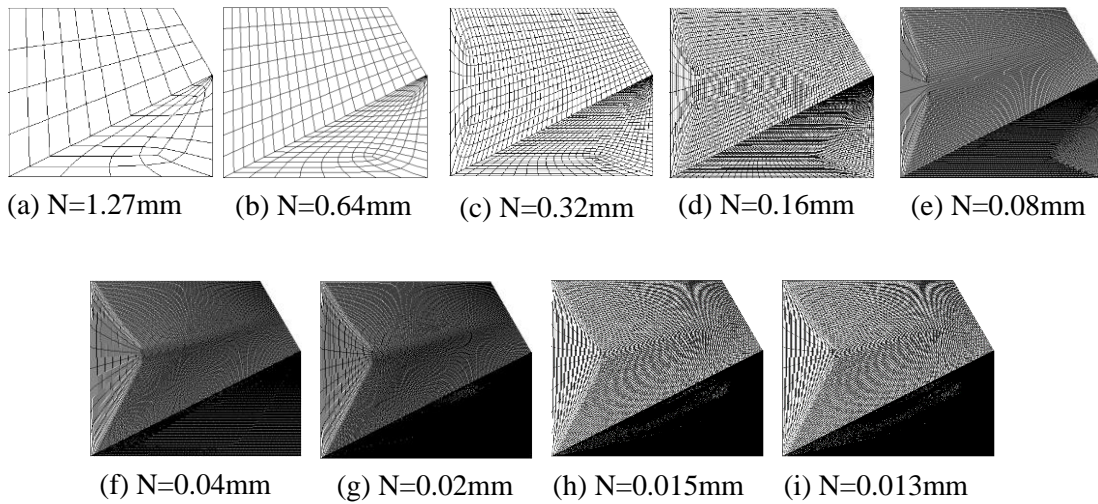 (a) N=1.27mm
(b) N=0.64mm
(c) N=0.32mm
(d) N=0.16mm
(e) N=0.08mm
(f) N=0.04mm
(g) N=0.02mm
(h) N=0.015mm
(i) N=0.013mm